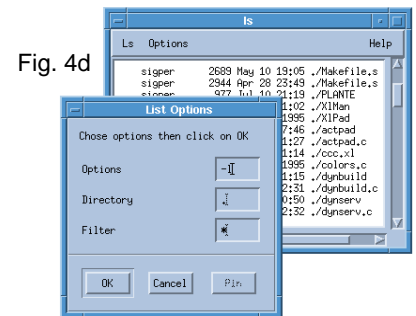 ls
Ls Options Help
Fig. 4d
sigper 2689 May 10 19:05 ./Makefile.s
sigper 2944 Apr 28 23:49 ./Makefile.s
977 Jul 10 21:19 ./PLANTE
1:02 ./XlMan
1995 ./XlPad
7:46 ./actpad
1:27 ./actpad.c
1:14 ./ccc.xl
1995 ./colors.c
1:15 ./dynbuild
2:31 ./dynbuild.c
0:50 ./dynserv
2:32 ./dynserv.c
List Options
Chose options then click on OK
Options
Directory .
Filter *
OK Cancel Pin